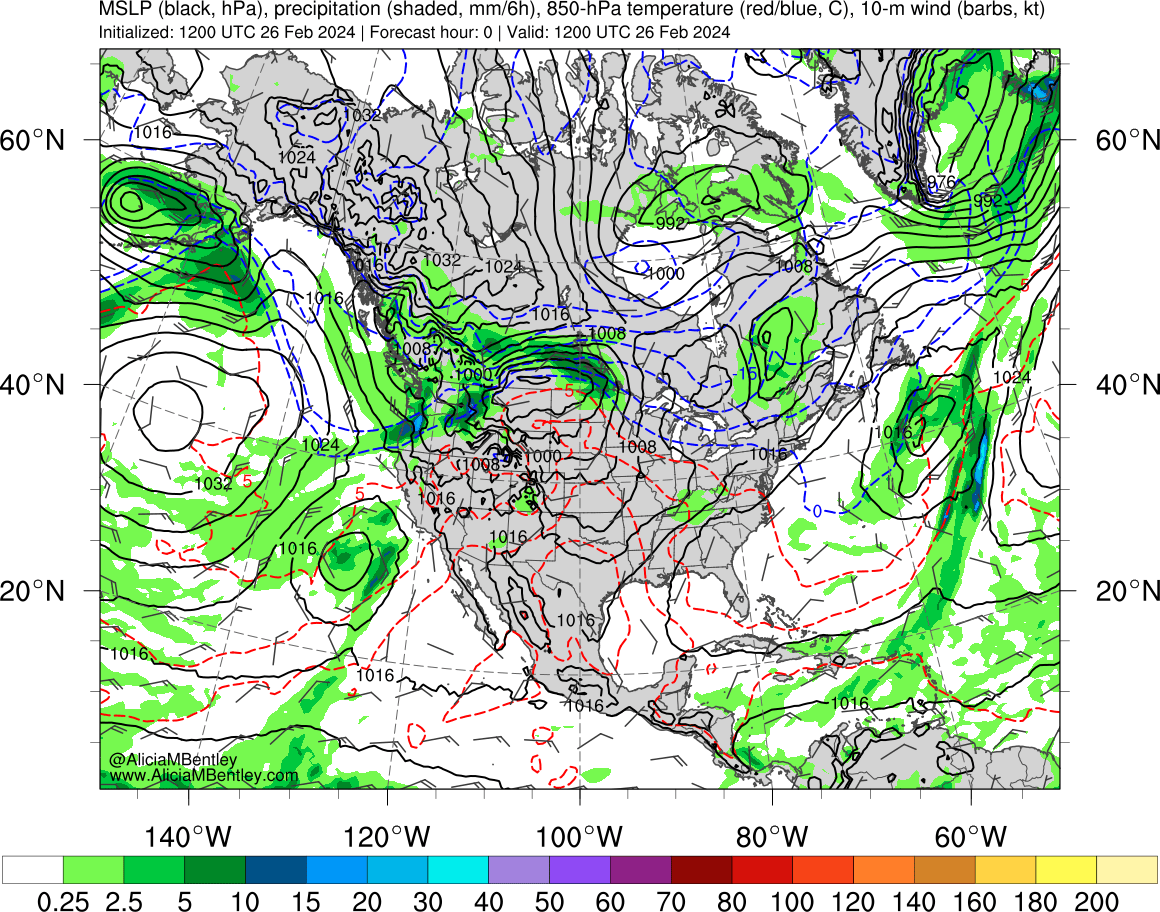 MSLP (black, hPa), precipitation (shaded, mm/6h), 850-hPa temperature (red/blue, C), 10-m wind (barbs, kt)
Initialized: 1200 UTC 26 Feb 2024 | Forecast hour: 0 | Valid: 1200 UTC 26 Feb 2024
1032
60°N 1016 60°N
1024
976
992
992
1032 1024 1000 1008
016
5
1016
1016
1008
1008
1000 15
40°N 5 1024 40°N
1016
1024 1008
1000 1016
1008
1032 5 5
1016
0
1016
1016
20°N 20°N
1016
1016
1016
1016 1016
@AliciaMBentley
www.AliciaMBentley.com
140°W 120°W 100°W 80°W 60°W
0.25 2.5 5 10 15 20 30 40 50 60 70 80 100 120 140 160 180 200